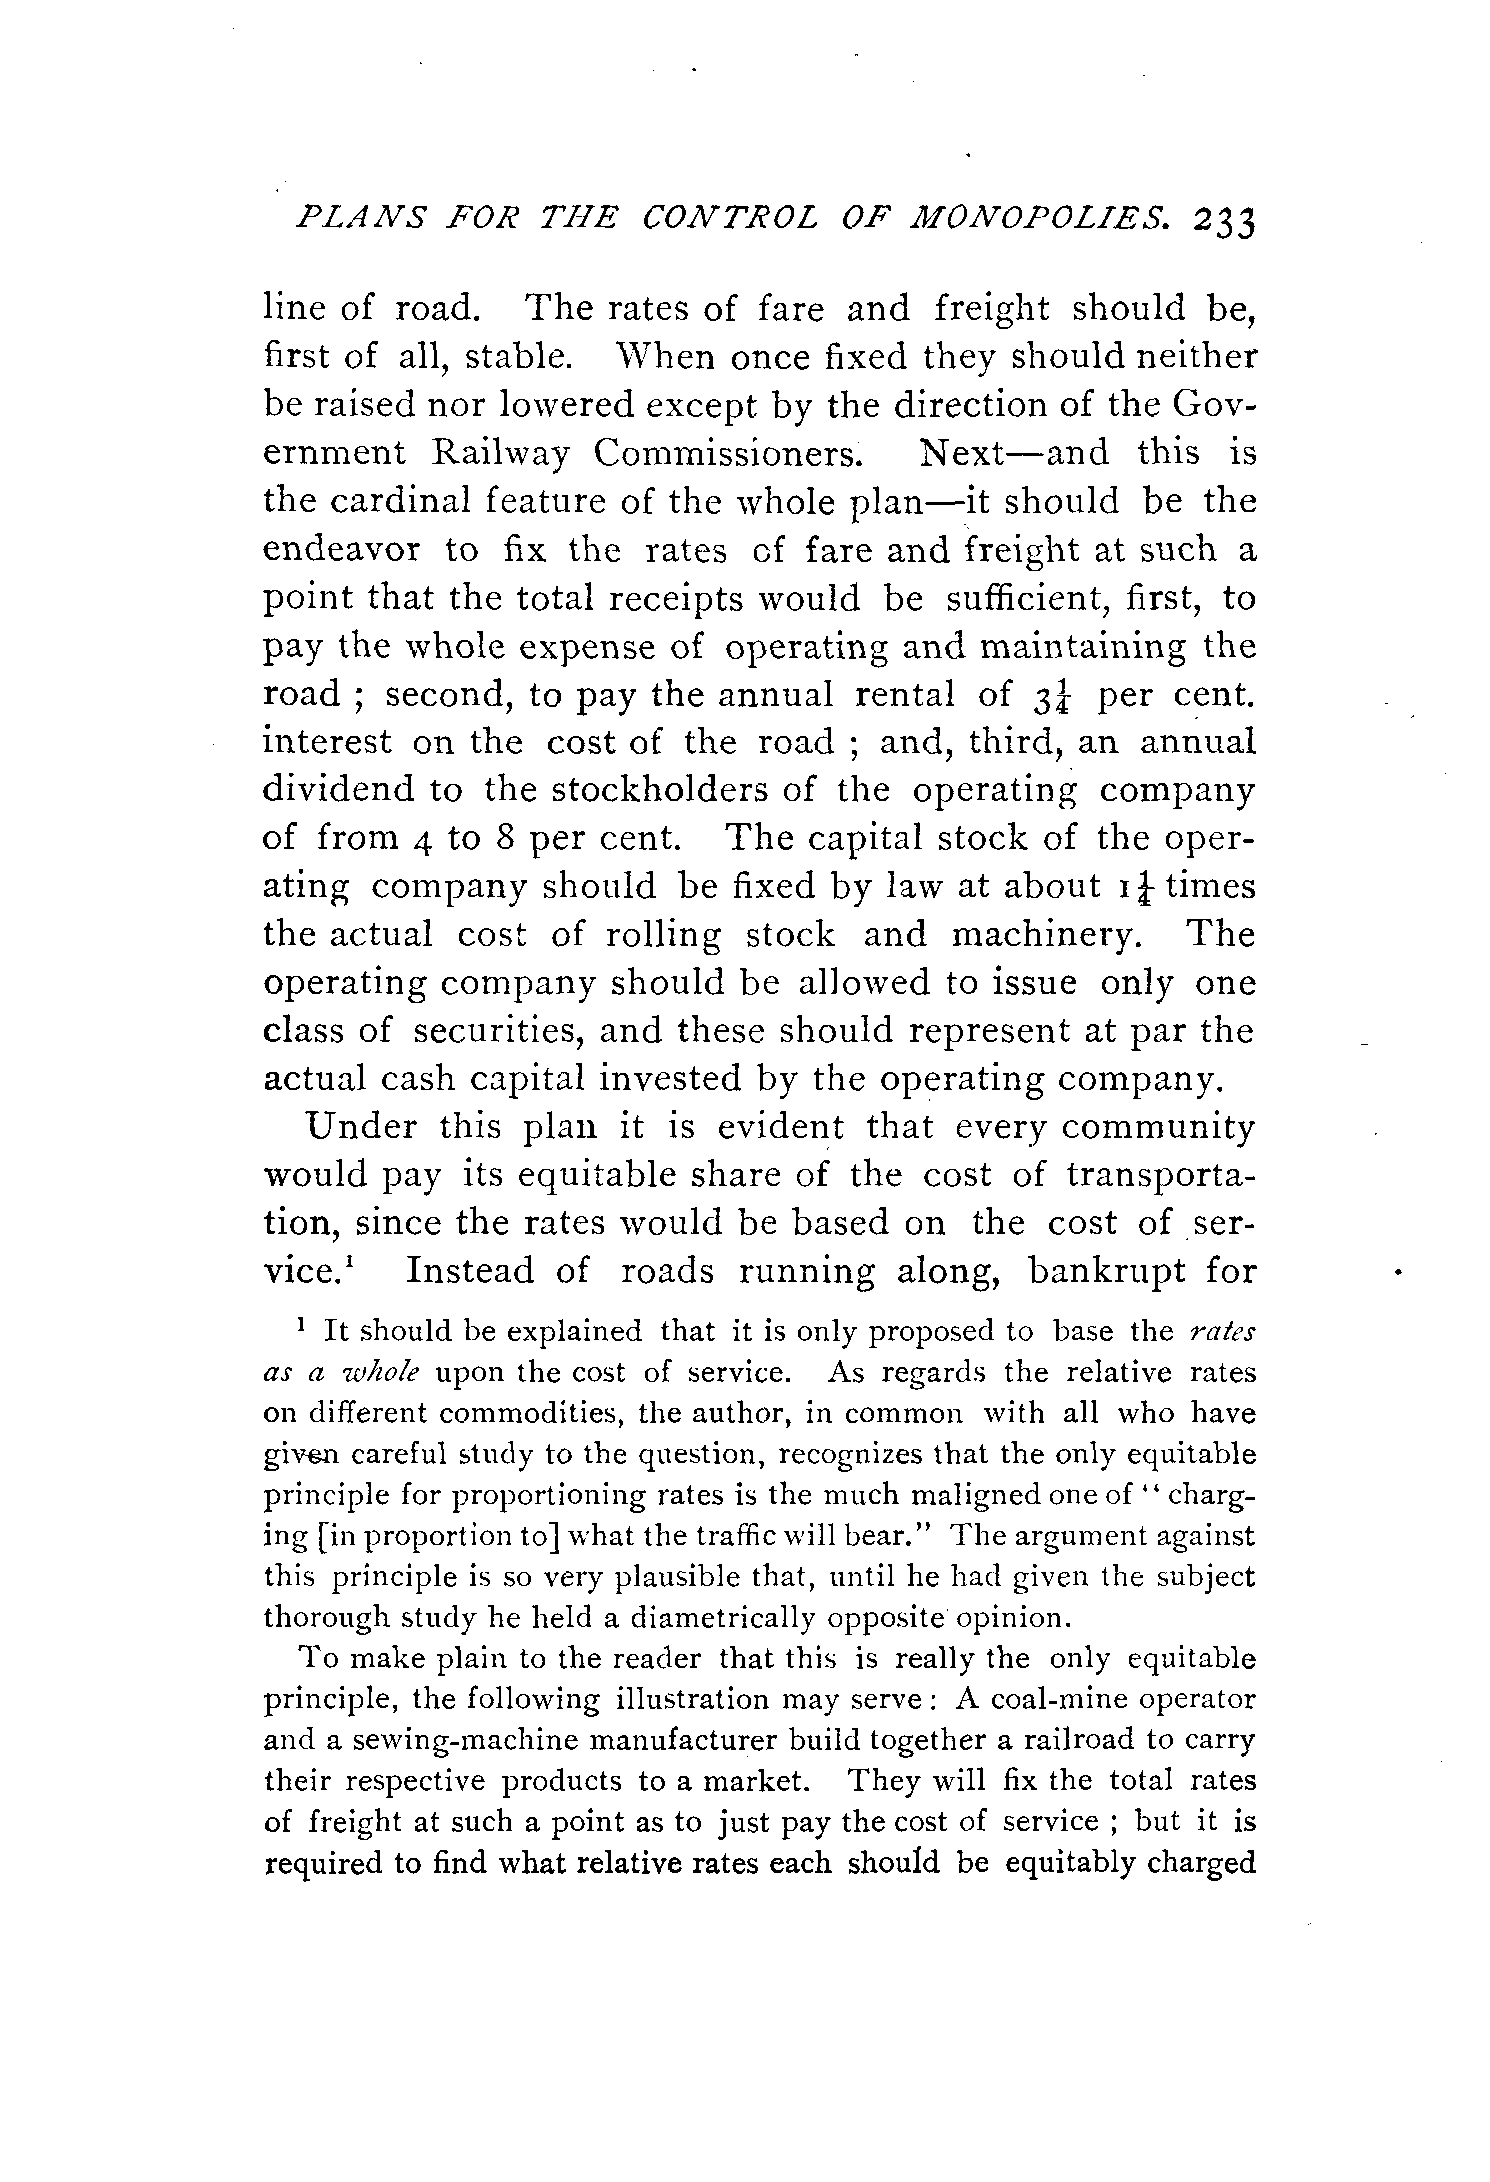 PLANS FOR THE CONTROL OF MONOPOLIES. 233
line of road. The rates of fare and freight should be,
first of all, stable. When once fixed they should neither
be raised nor lowered except by the direction of the Gov-
ernment Railway Commissioners. Next—and this is
the cardinal feature of the whole plan—it should be the
endeavor to fix the rates of fare and freight at such a
point that the total receipts would be sufficient, first, to
pay the whole expense of operating and maintaining the
road ; second, to pay the annual rental of 3¼ per cent.
interest on the cost of the road ; and, third, an annual
dividend to the stockholders of the operating company
of from 4 to 8 per cent. The capital stock of the oper-
ating company should be fixed by law at about 1¼ times
the actual cost of rolling stock and machinery. The
operating company should be allowed to issue only one
class of securities, and these should represent at par the
actual cash capital invested by the operating company.
Under this plan it is evident that every community
would pay its equitable share of the cost of transporta-
tion, since the rates would be based on the cost of ser-
vice.¹ Instead of roads running along, bankrupt for
¹ It should be explained that it is only proposed to base the rates
as a whole upon the cost of service. As regards the relative rates
on different commodities, the author, in common with all who have
given careful study to the question, recognizes that the only equitable
principle for proportioning rates is the much maligned one of “ charg-
ing [in proportion to] what the traffic will bear.” The argument against
this principle is so very plausible that, until he had given the subject
thorough study he held a diametrically opposite opinion.
To make plain to the reader that this is really the only equitable
principle, the following illustration may serve : A coal-mine operator
and a sewing-machine manufacturer build together a railroad to carry
their respective products to a market. They will fix the total rates
of freight at such a point as to just pay the cost of service ; but it is
required to find what relative rates each should be equitably charged